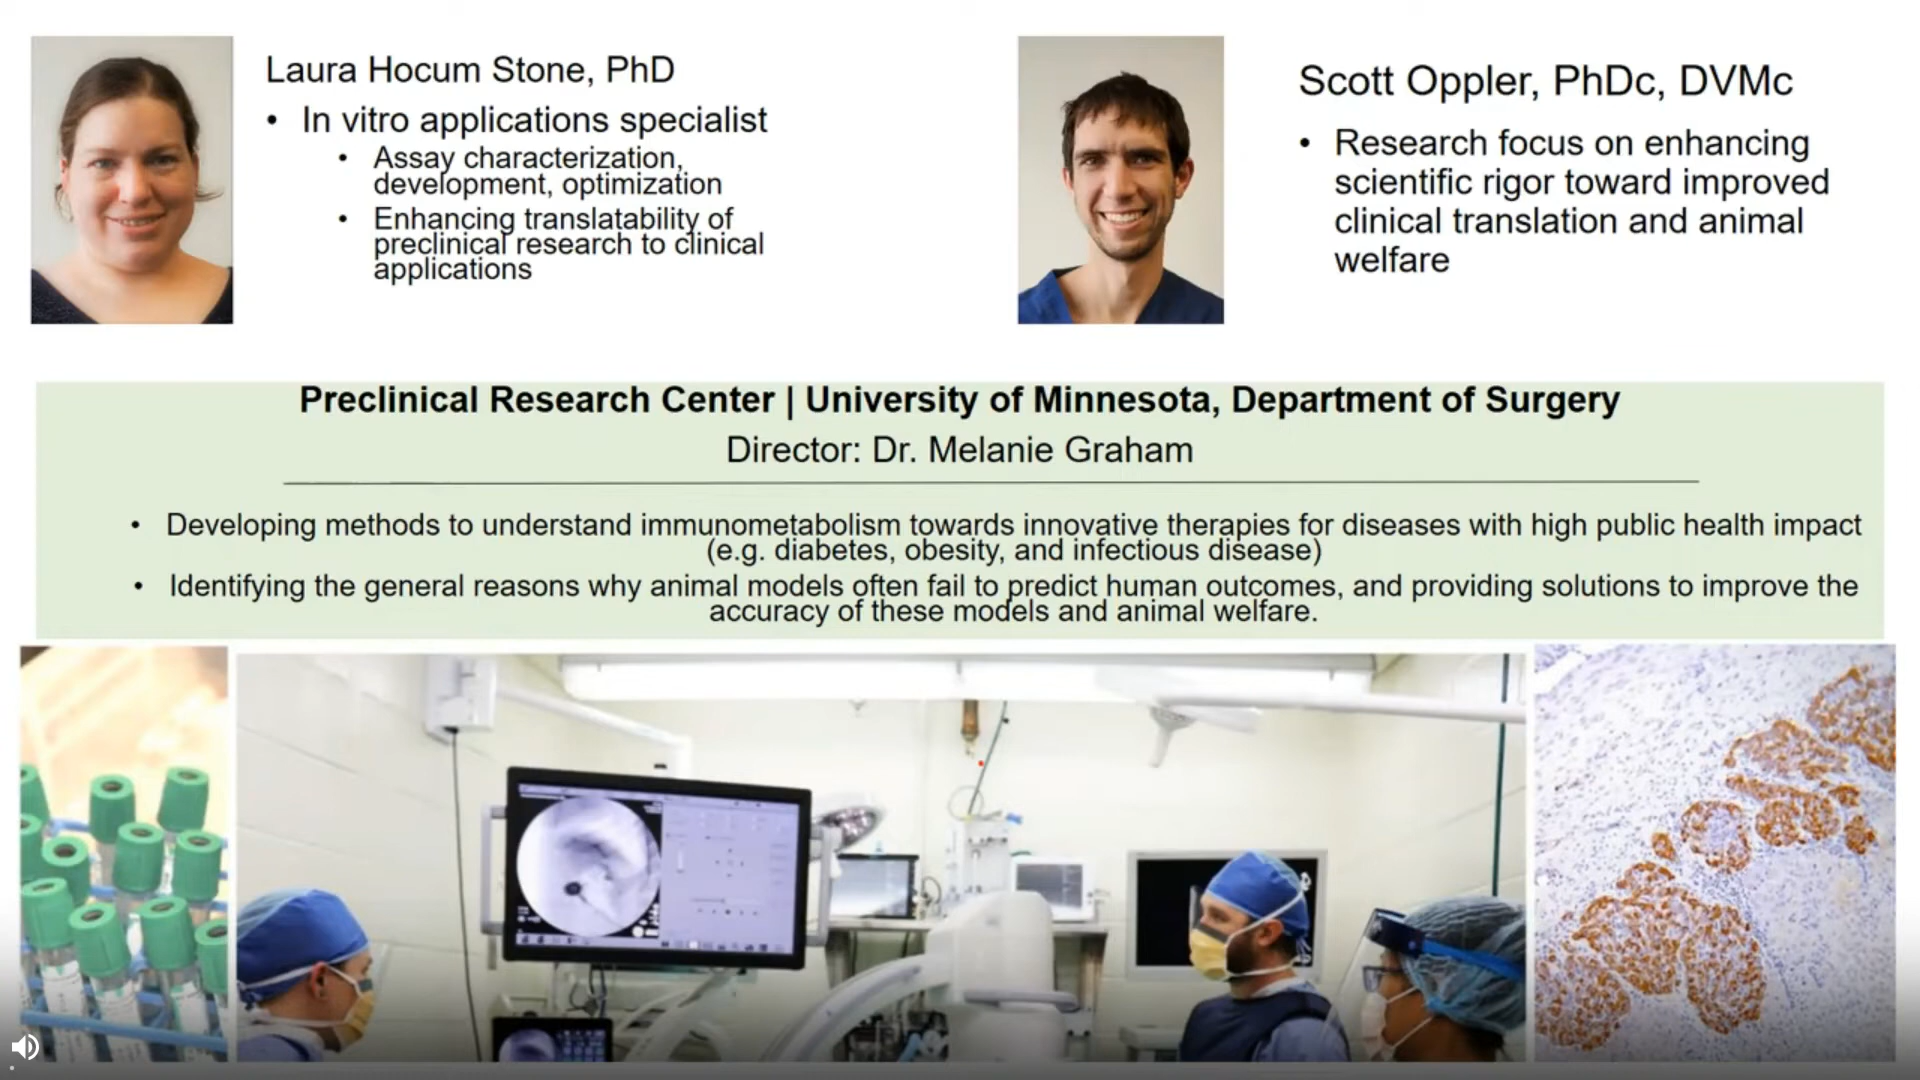 Laura Hocum Stone, PhD
• In vitro applications specialist
• Assay characterization,
development, optimization
• Enhancing translatability of
preclinical research to clinical
applications
Scott Oppler, PhDc, DVMc
• Research focus on enhancing
scientific rigor toward improved
clinical translation and animal
welfare
Preclinical Research Center | University of Minnesota, Department of Surgery
Director: Dr. Melanie Graham
• Developing methods to understand immunometabolism towards innovative therapies for diseases with high public health impact
(e.g. diabetes, obesity, and infectious disease)
• Identifying the general reasons why animal models often fail to predict human outcomes, and providing solutions to improve the
accuracy of these models and animal welfare.